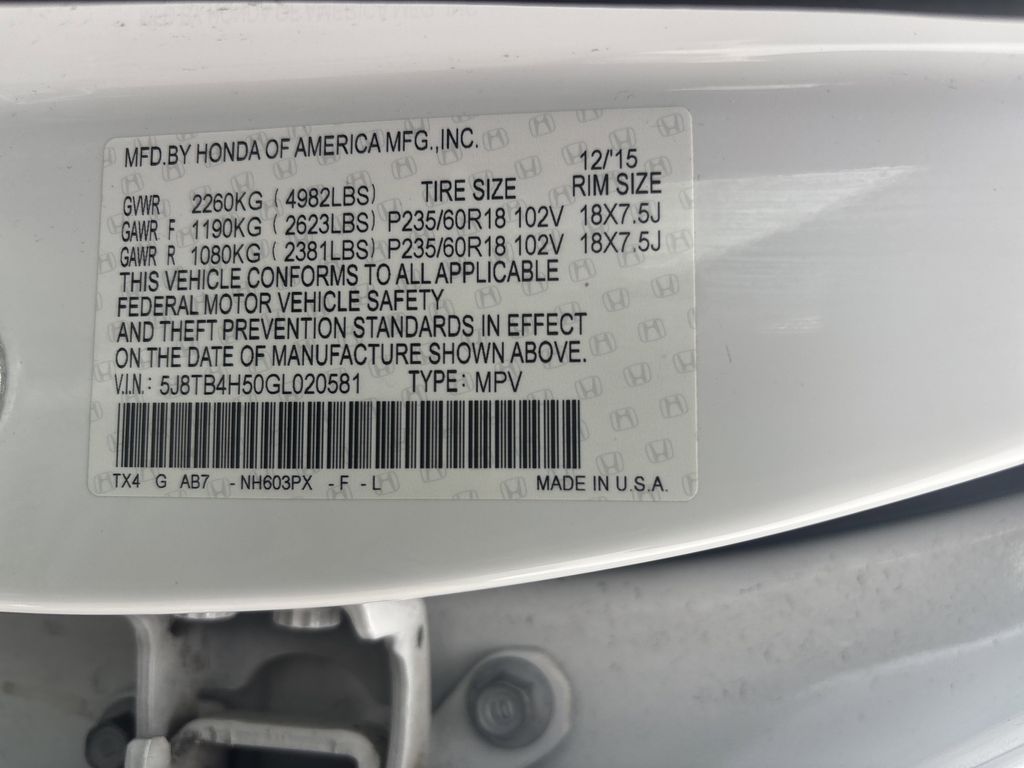 MFD.BY HONDA OF AMERICA MFG.,INC.
12/'15
GVWR 2260KG (4982LBS) TIRE SIZE RIM SIZE
GAWR F 1190KG (2623LBS) P235/60R18 102V 18X7.5J
GAWR R 1080KG (2381LBS) P235/60R18 102V 18X7.5J
THIS VEHICLE CONFORMS TO ALL APPLICABLE
FEDERAL MOTOR VEHICLE SAFETY
AND THEFT PREVENTION STANDARDS IN EFFECT
ON THE DATE OF MANUFACTURE SHOWN ABOVE.
V.I.N.: 5J8TB4H50GL020581 TYPE: MPV
TX4 G AB7 -NH603PX -F -L MADE IN U.S.A.